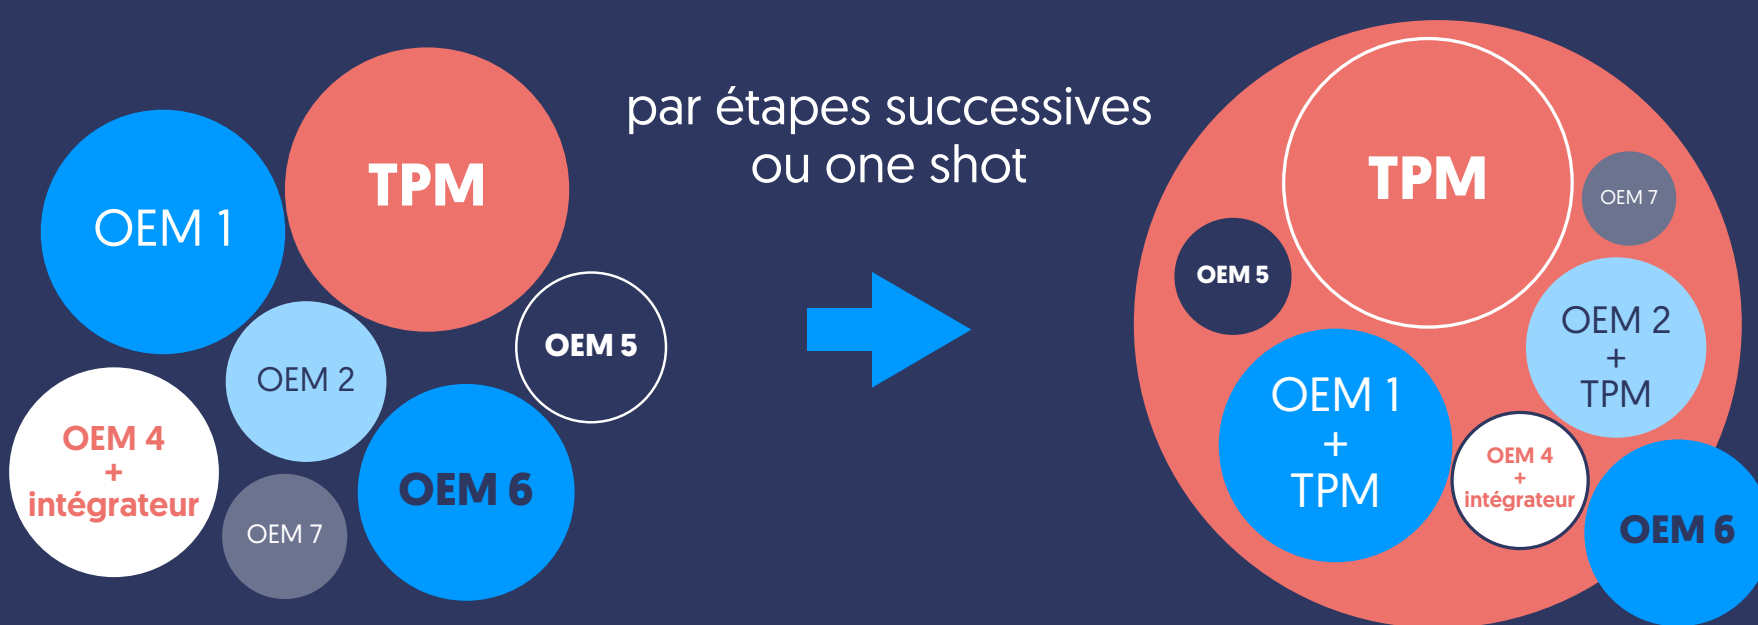 OEM 1
TPM
OEM 5
OEM 2
OEM 4
+
intégrateur
OEM 6
OEM 7
par étapes successives
ou one shot
TPM
OEM 7
OEM 5
OEM 2
+
TPM
OEM 1
+
TPM
OEM 4
+
intégrateur
OEM 6